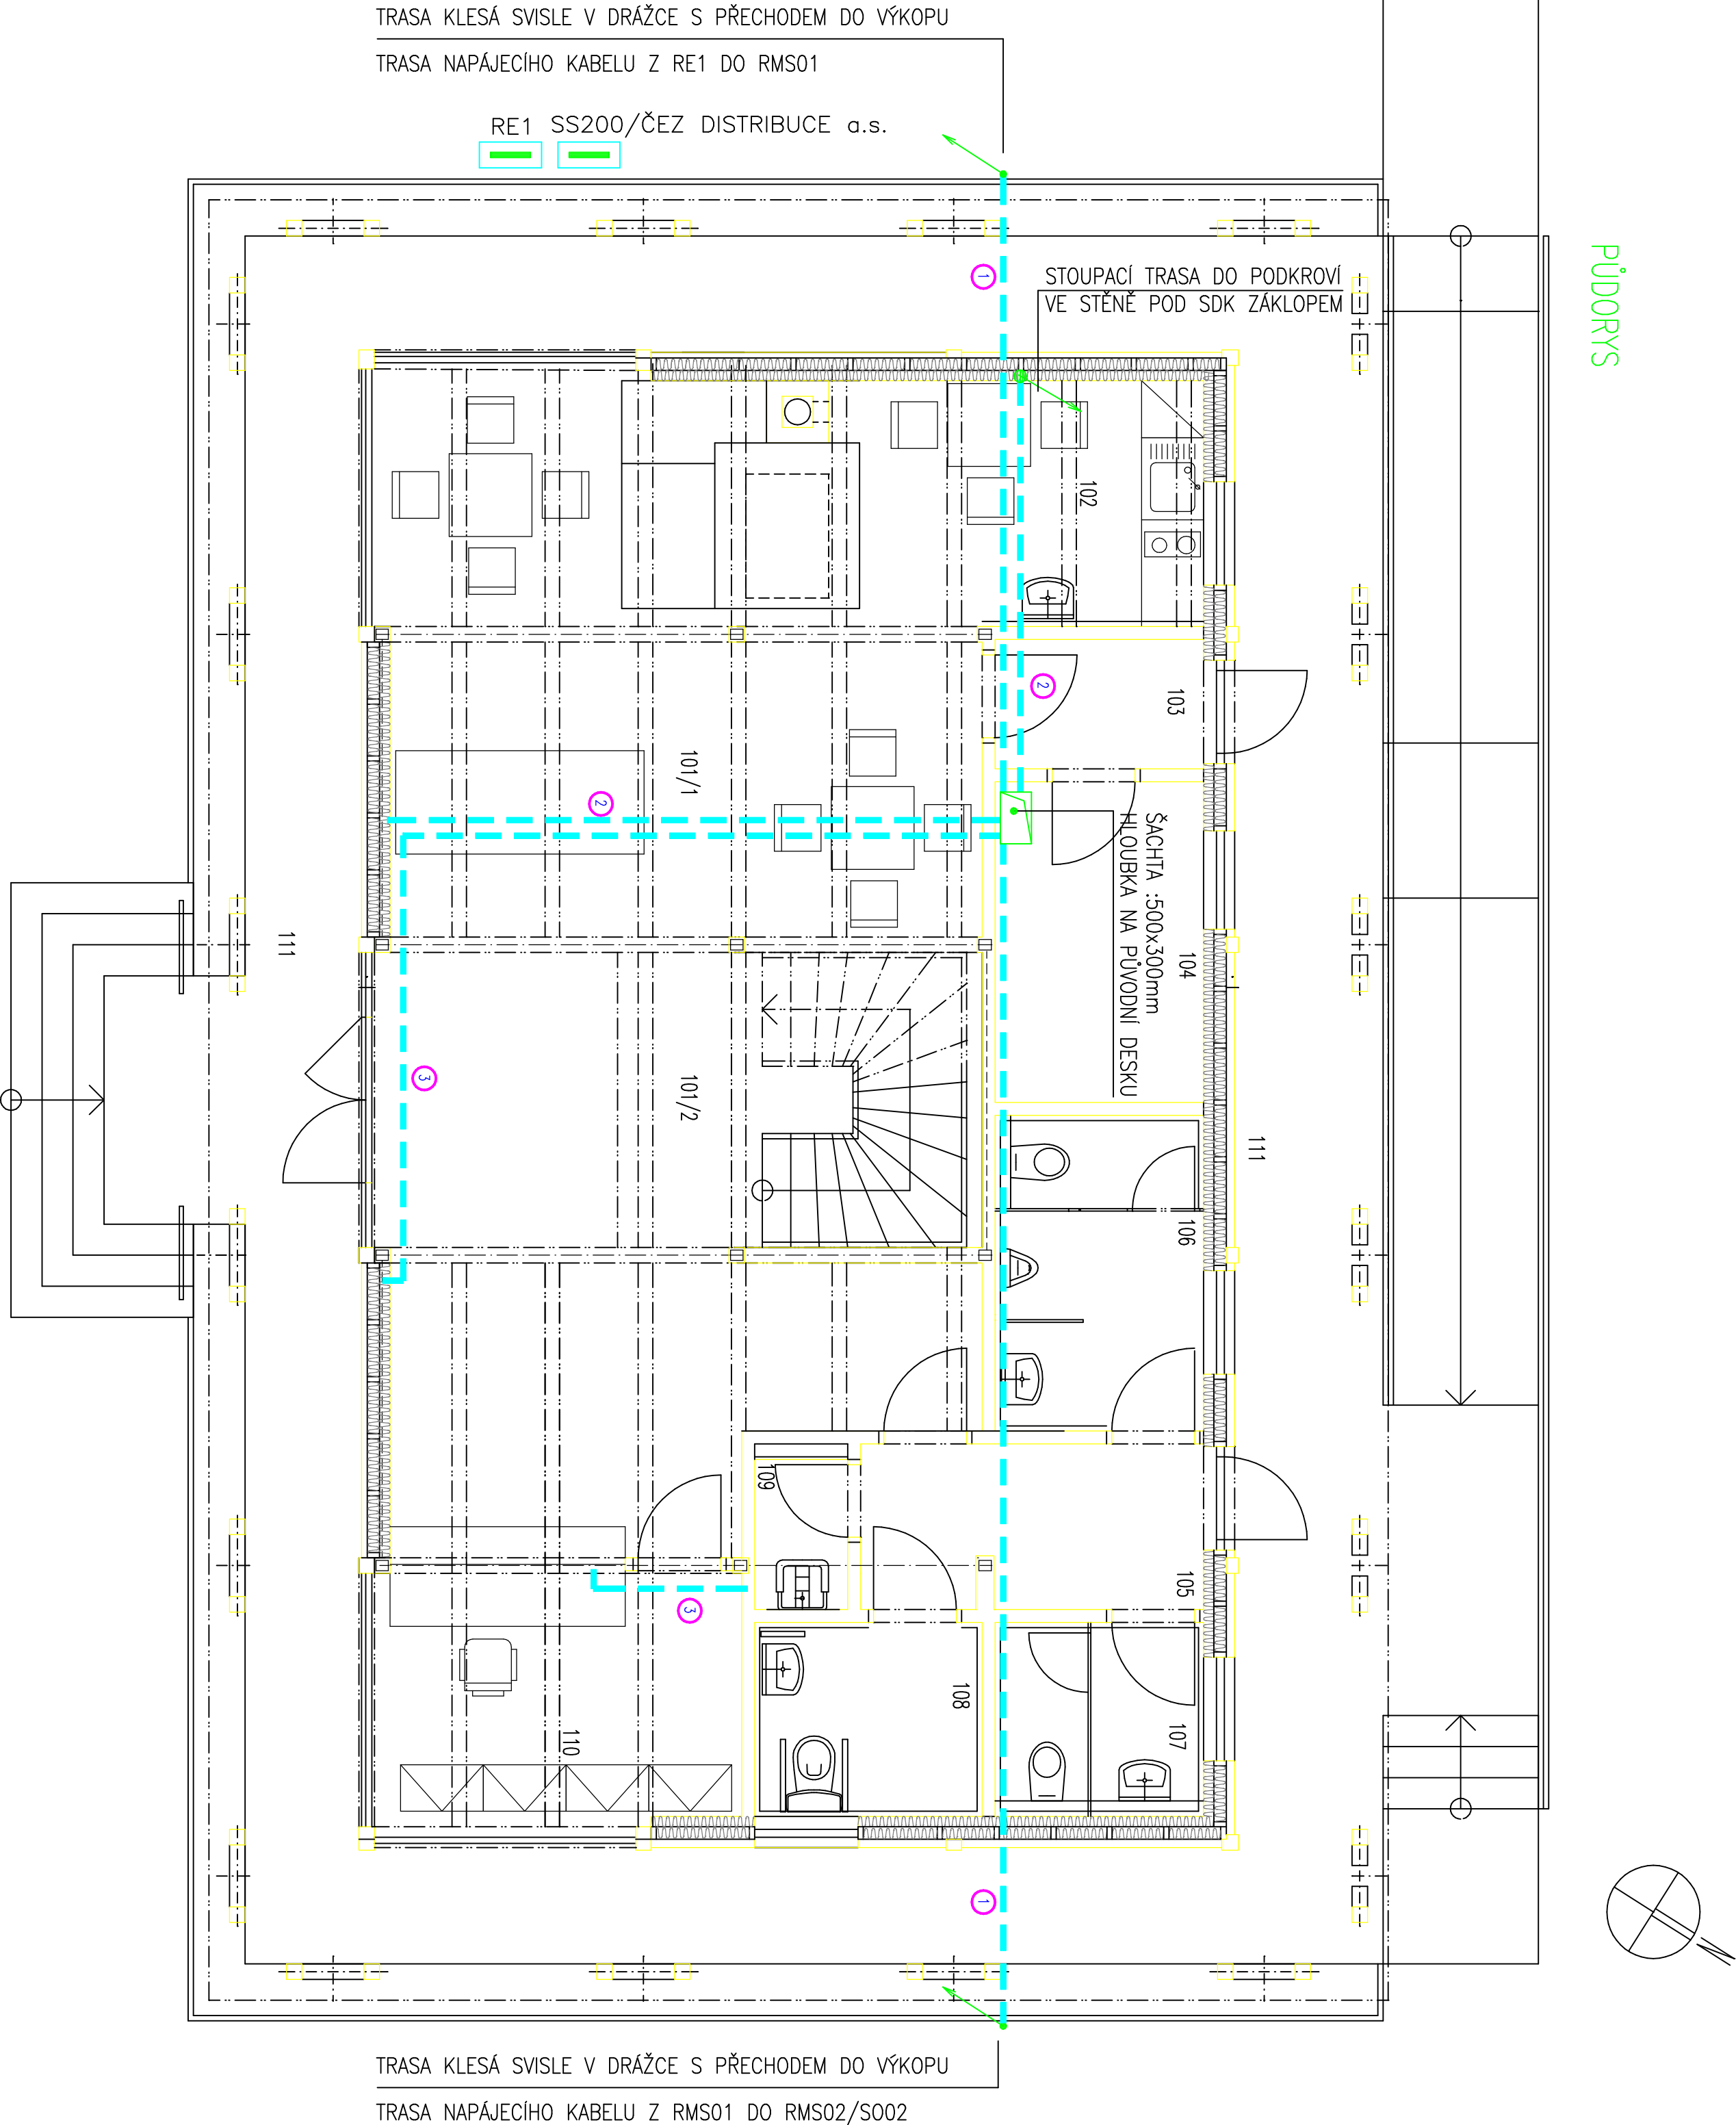 TRASA KLESÁ SVISLE V DRÁŽCE S PŘECHODEM DO VÝKOPU
TRASA NAPÁJECÍHO KABELU Z RE1 DO RMS01
RE1 SS200/ČEZ DISTRIBUCE a.s.
PŮDORYS
1
STOUPACÍ TRASA DO PODKROVÍ
VE STĚNĚ POD SDK ZÁKLOPEM
102
2
103
101/1
2
ŠACHTA :500x300mm
HLOUBKA NA PŮVODNÍ DESKU
104
111
3
101/2
111
106
109
105
3
108
110
107
1
TRASA KLESÁ SVISLE V DRÁŽCE S PŘECHODEM DO VÝKOPU
TRASA NAPÁJECÍHO KABELU Z RMS01 DO RMS02/SO02